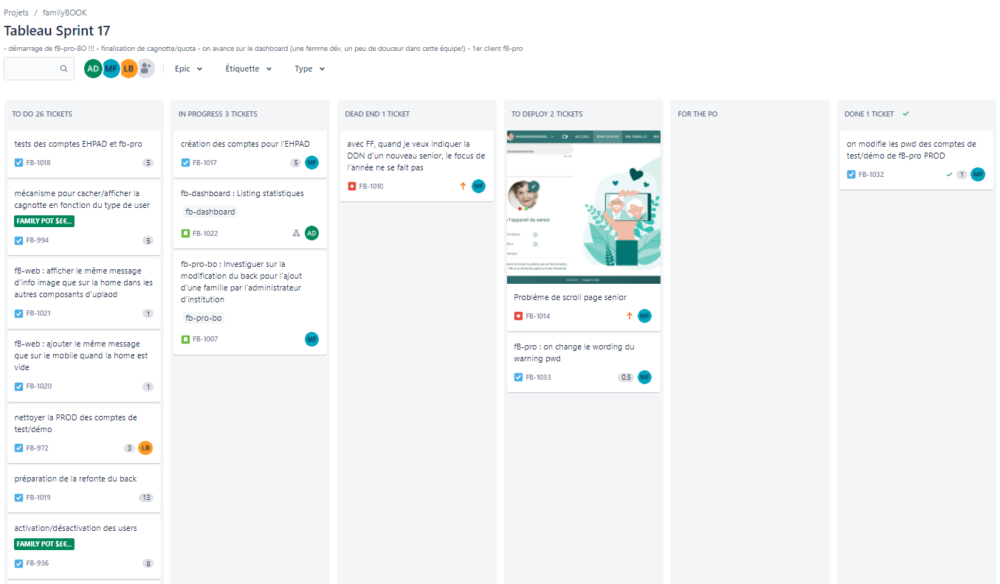 Projets / familyBOOK
Tableau Sprint 17
- démarrage de fB-pro-BO !!! - finalisation de cagnotte/quota - on avance sur le dashboard (une femme dév, un peu de douceur dans cette équipe!) - 1er client fB-pro
AD MF LB Epic Étiquette Type
TO DO 26 TICKETS
tests des comptes EHPAD et fb-pro
FB-1018 5
mécanisme pour cacher/afficher la
cagnotte en fonction du type de user
FAMILY POT $£€...
FB-994 5
fB-web : afficher le même message
d'info image que sur la home dans les
autres composants d'uplaod
FB-1021 1
fB-web : ajouter le même message
que sur le mobile quand la home est
vide
FB-1020 1
nettoyer la PROD des comptes de
test/démo
FB-972 3 LB
préparation de la refonte du back
FB-1019 13
activation/désactivation des users
FAMILY POT $£€...
FB-936 8
IN PROGRESS 3 TICKETS
création des comptes pour l'EHPAD
FB-1017 5 MF
fb-dashboard : Listing statistiques
fb-dashboard
FB-1022 AD
fb-pro-bo : Investiguer sur la
modification du back pour l'ajout
d'une famille par l'administrateur
d'institution
fb-pro-bo
FB-1007 MF
DEAD END 1 TICKET
avec FF, quand je veux indiquer la
DDN d'un nouveau senior, le focus de
l'année ne se fait pas
FB-1010 MF
TO DEPLOY 2 TICKETS
ACCUEIL MON SENIOR MA FAMILLE MA
l'appareil du senior
Problème de scroll page senior
FB-1014 MF
fB-pro : on change le wording du
warning pwd
FB-1033 0.5 MF
FOR THE PO
DONE 1 TICKET
on modifie les pwd des comptes de
test/démo de fB-pro PROD
FB-1032 1 MF